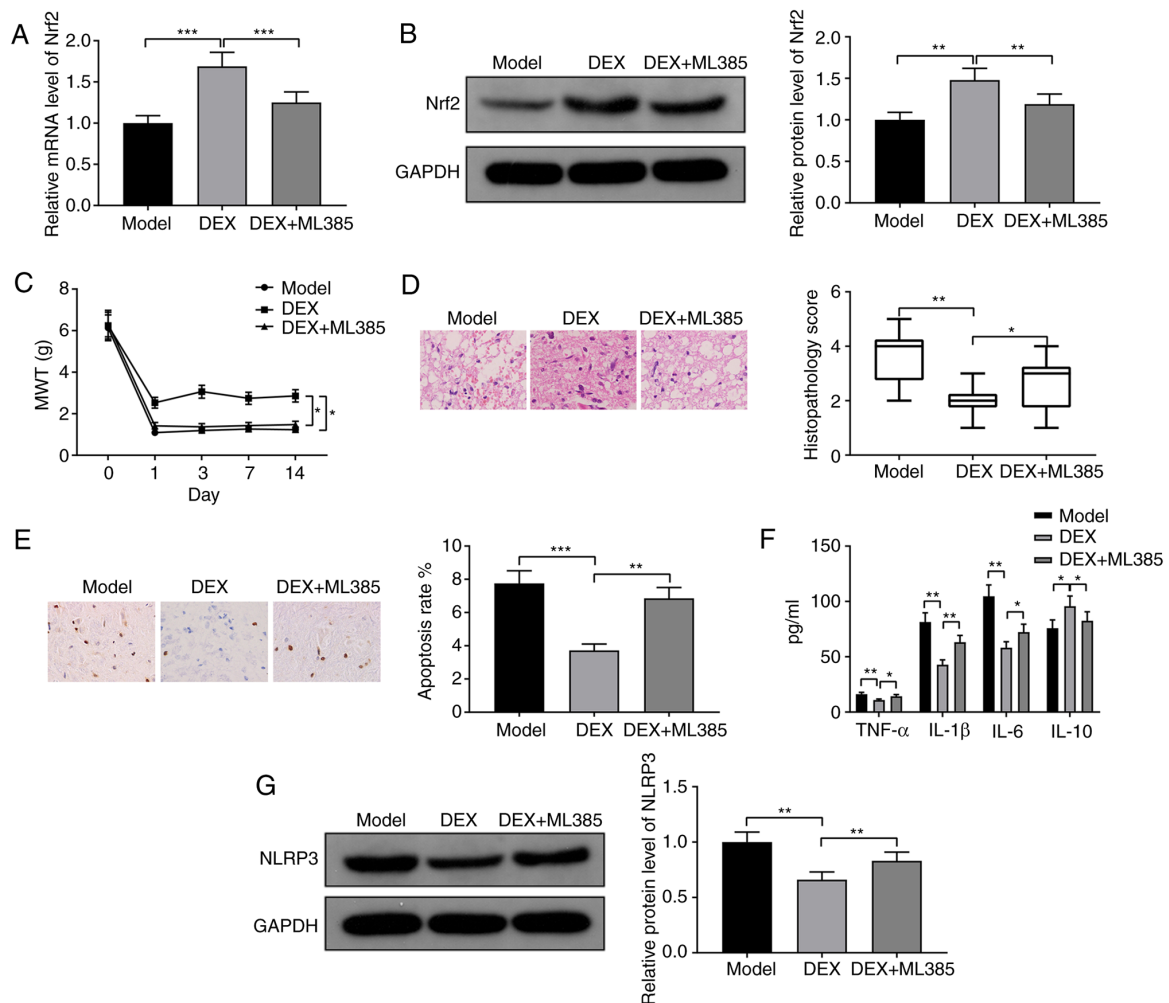 A
Relative mRNA level of Nrf2
2.0
1.5
1.0
0.5
0.0
***
***
Model
DEX
DEX+ML385
B
Model
DEX
DEX+ML385
Nrf2
GAPDH
Relative protein level of Nrf2
2.0
1.5
1.0
0.5
0.0
**
**
Model
DEX
DEX+ML385
C
MWT (g)
8
6
4
2
0
Model
DEX
DEX+ML385
*
*
0
1
3
7
14
Day
D
Model
DEX
DEX+ML385
Histopathology score
6
4
2
0
**
*
Model
DEX
DEX+ML385
E
Model
DEX
DEX+ML385
Apoptosis rate %
10
8
6
4
2
0
***
**
Model
DEX
DEX+ML385
F
Model
DEX
DEX+ML385
pg/ml
150
100
50
0
**
*
**
**
**
*
*
*
TNF-α
IL-1β
IL-6
IL-10
G
Model
DEX
DEX+ML385
NLRP3
GAPDH
Relative protein level of NLRP3
1.5
1.0
0.5
0.0
**
**
Model
DEX
DEX+ML385